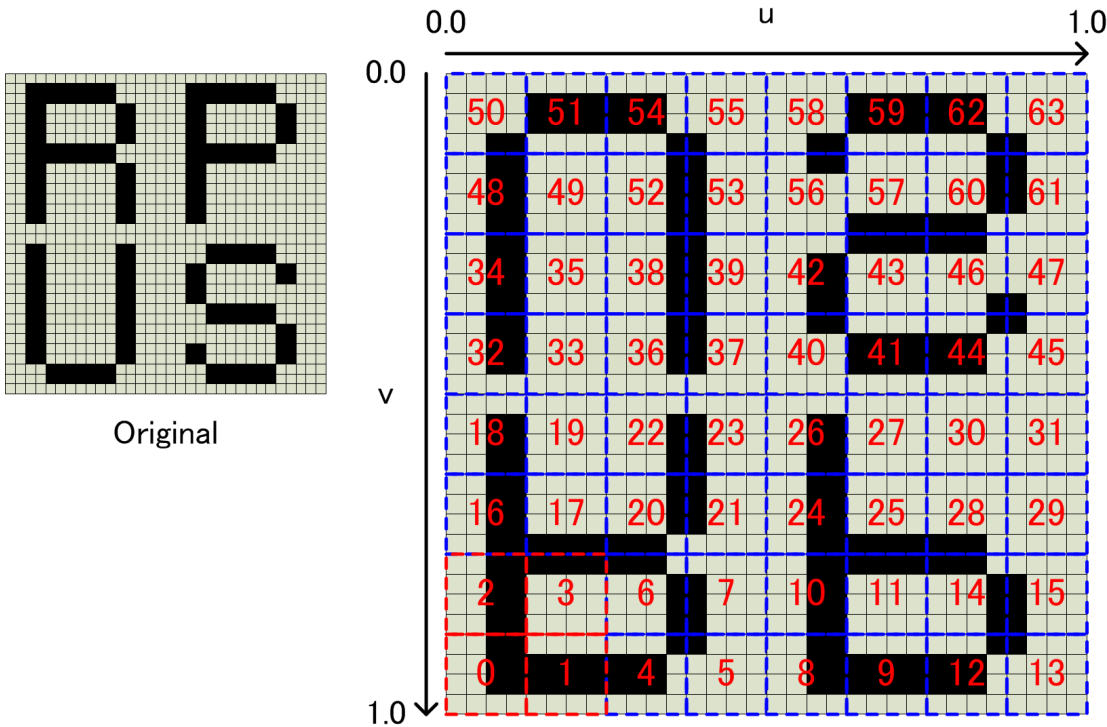 0.0 u 1.0
0.0
R P
U S
Original
50 51 54 55 58 59 62 63
48 49 52 53 56 57 60 61
34 35 38 39 42 43 46 47
32 33 36 37 40 41 44 45
v
18 19 22 23 26 27 30 31
16 17 20 21 24 25 28 29
2 3 6 7 10 11 14 15
0 1 4 5 8 9 12 13
1.0